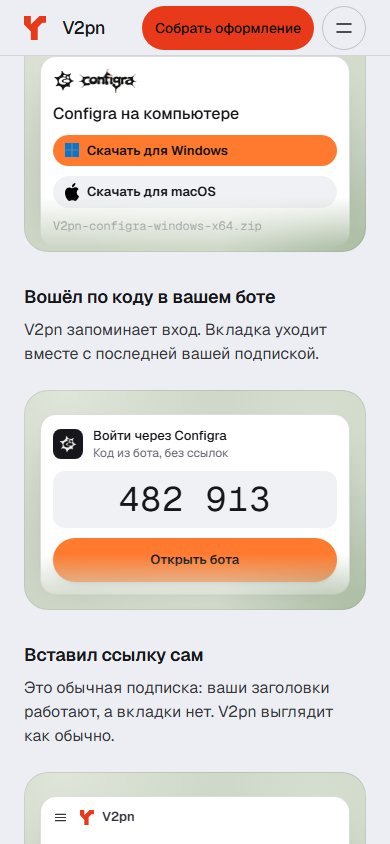 V2pn
Собрать оформление
configra
Configra на компьютере
Скачать для Windows
Скачать для macOS
V2pn-configra-windows-x64.zip
Вошёл по коду в вашем боте
V2pn запоминает вход. Вкладка уходит
вместе с последней вашей подпиской.
Войти через Configra
Код из бота, без ссылок
482 913
Открыть бота
Вставил ссылку сам
Это обычная подписка: ваши заголовки
работают, а вкладки нет. V2pn выглядит
как обычно.
V2pn